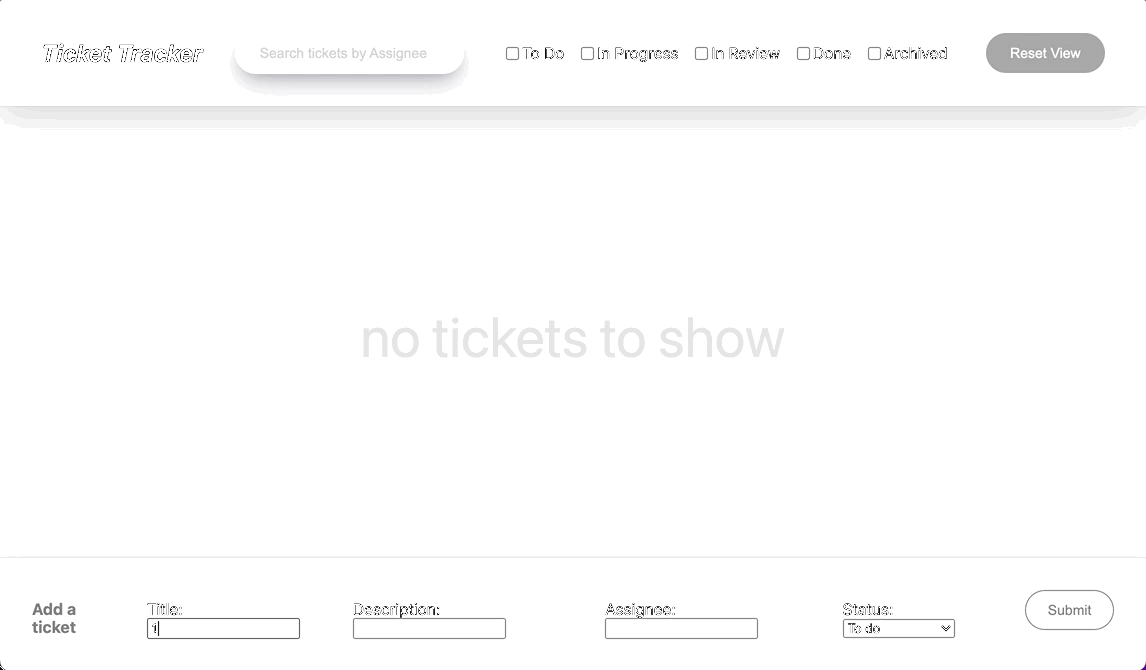 Ticket Tracker
Search tickets by Assignee
To Do
In Progress
In Review
Done
Archived
Reset View
no tickets to show
Add a
ticket
Title:
Description:
Assignee:
Status:
1
To do
Submit